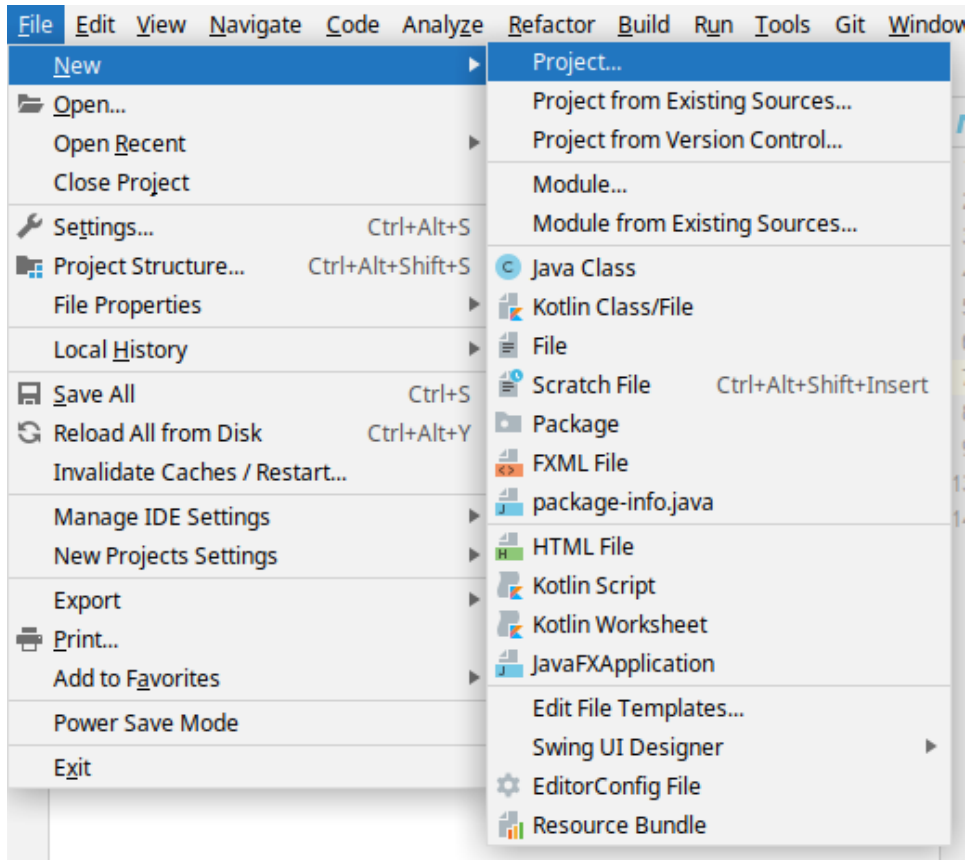 File Edit View Navigate Code Analyze Refactor Build Run Tools Git Window
New
Open...
Open Recent
Close Project
Settings... Ctrl+Alt+S
Project Structure... Ctrl+Alt+Shift+S
File Properties
Local History
Save All Ctrl+S
Reload All from Disk Ctrl+Alt+Y
Invalidate Caches / Restart...
Manage IDE Settings
New Projects Settings
Export
Print...
Add to Favorites
Power Save Mode
Exit
Project...
Project from Existing Sources...
Project from Version Control...
Module...
Module from Existing Sources...
Java Class
Kotlin Class/File
File
Scratch File Ctrl+Alt+Shift+Insert
Package
FXML File
package-info.java
HTML File
Kotlin Script
Kotlin Worksheet
JavaFXApplication
Edit File Templates...
Swing UI Designer
EditorConfig File
Resource Bundle